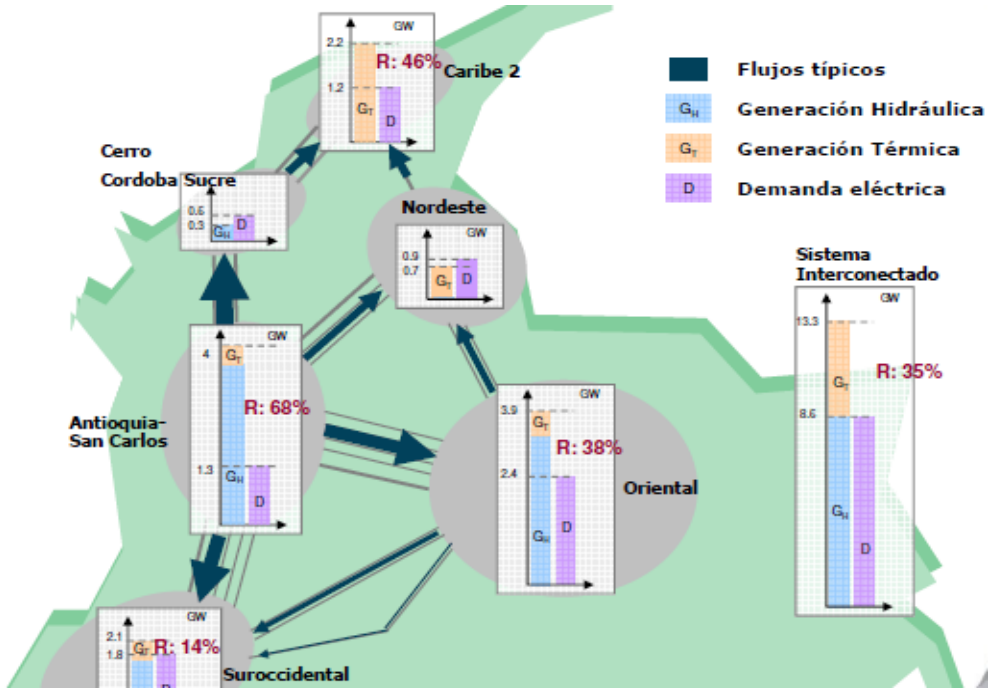 GW
2.2
R: 46%
1.2
GT
D
Caribe 2
Flujos típicos
GH
Generación Hidráulica
GT
Generación Térmica
D
Demanda eléctrica
Cerro
Cordoba Sucre
0.6
0.3
GH
D
Nordeste
GW
0.9
0.7
GT
D
Sistema
Interconectado
GW
13.3
R: 35%
GT
8.6
GH
D
GW
4
GT
R: 68%
1.3
GH
D
Antioquia-
San Carlos
GW
3.9
GT
R: 38%
2.4
GH
D
Oriental
GW
2.1
GT
R: 14%
1.8
D
Suroccidental